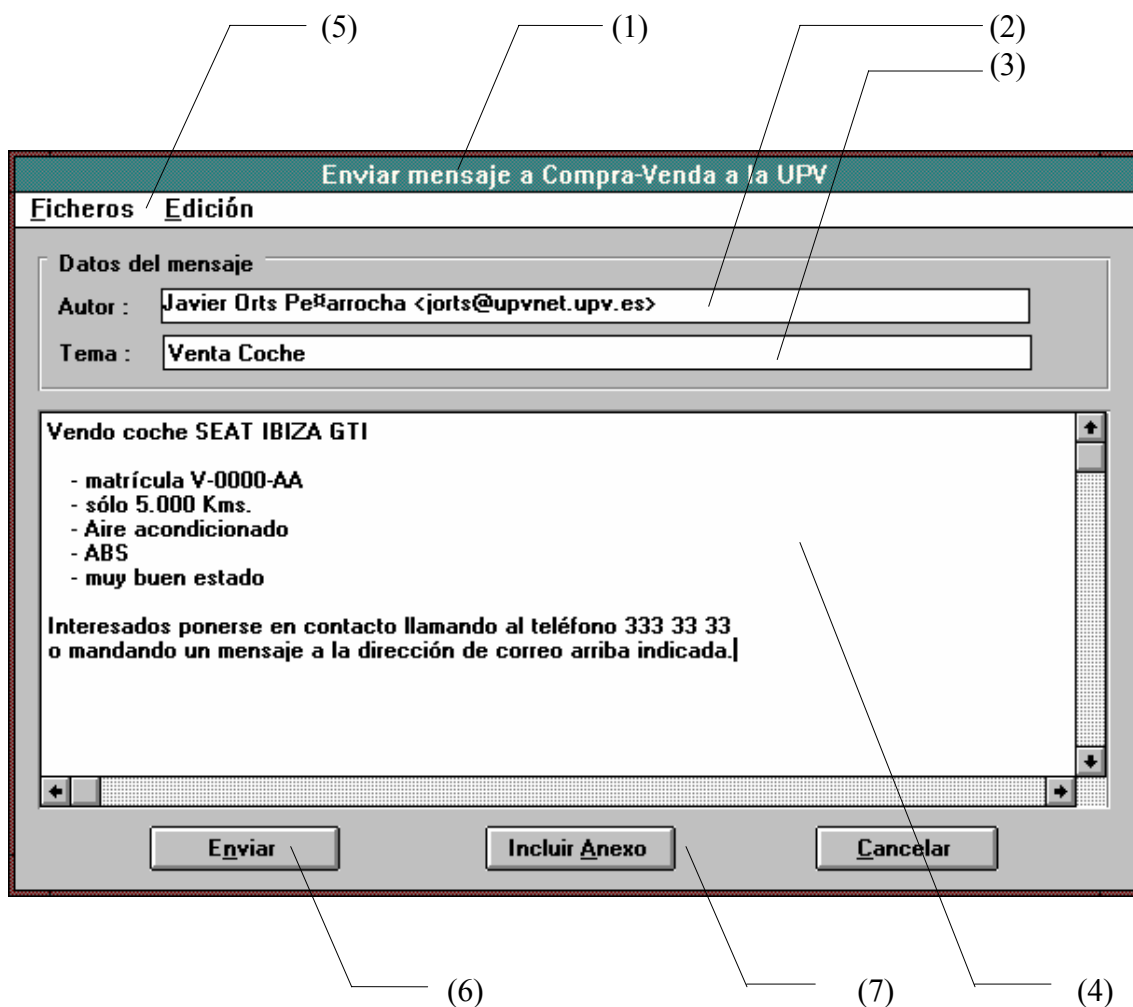 (5) (1) (2)
(3)
Enviar mensaje a Compra-Venda a la UPV
Ficheros Edición
Datos del mensaje
Autor : Javier Orts Pe¤arrocha <jorts@upvnet.upv.es>
Tema : Venta Coche
Vendo coche SEAT IBIZA GTI
- matrícula V-0000-AA
- sólo 5.000 Kms.
- Aire acondicionado
- ABS
- muy buen estado
Interesados ponerse en contacto llamando al teléfono 333 33 33
o mandando un mensaje a la dirección de correo arriba indicada.
Enviar Incluir Anexo Cancelar
(6) (7) (4)